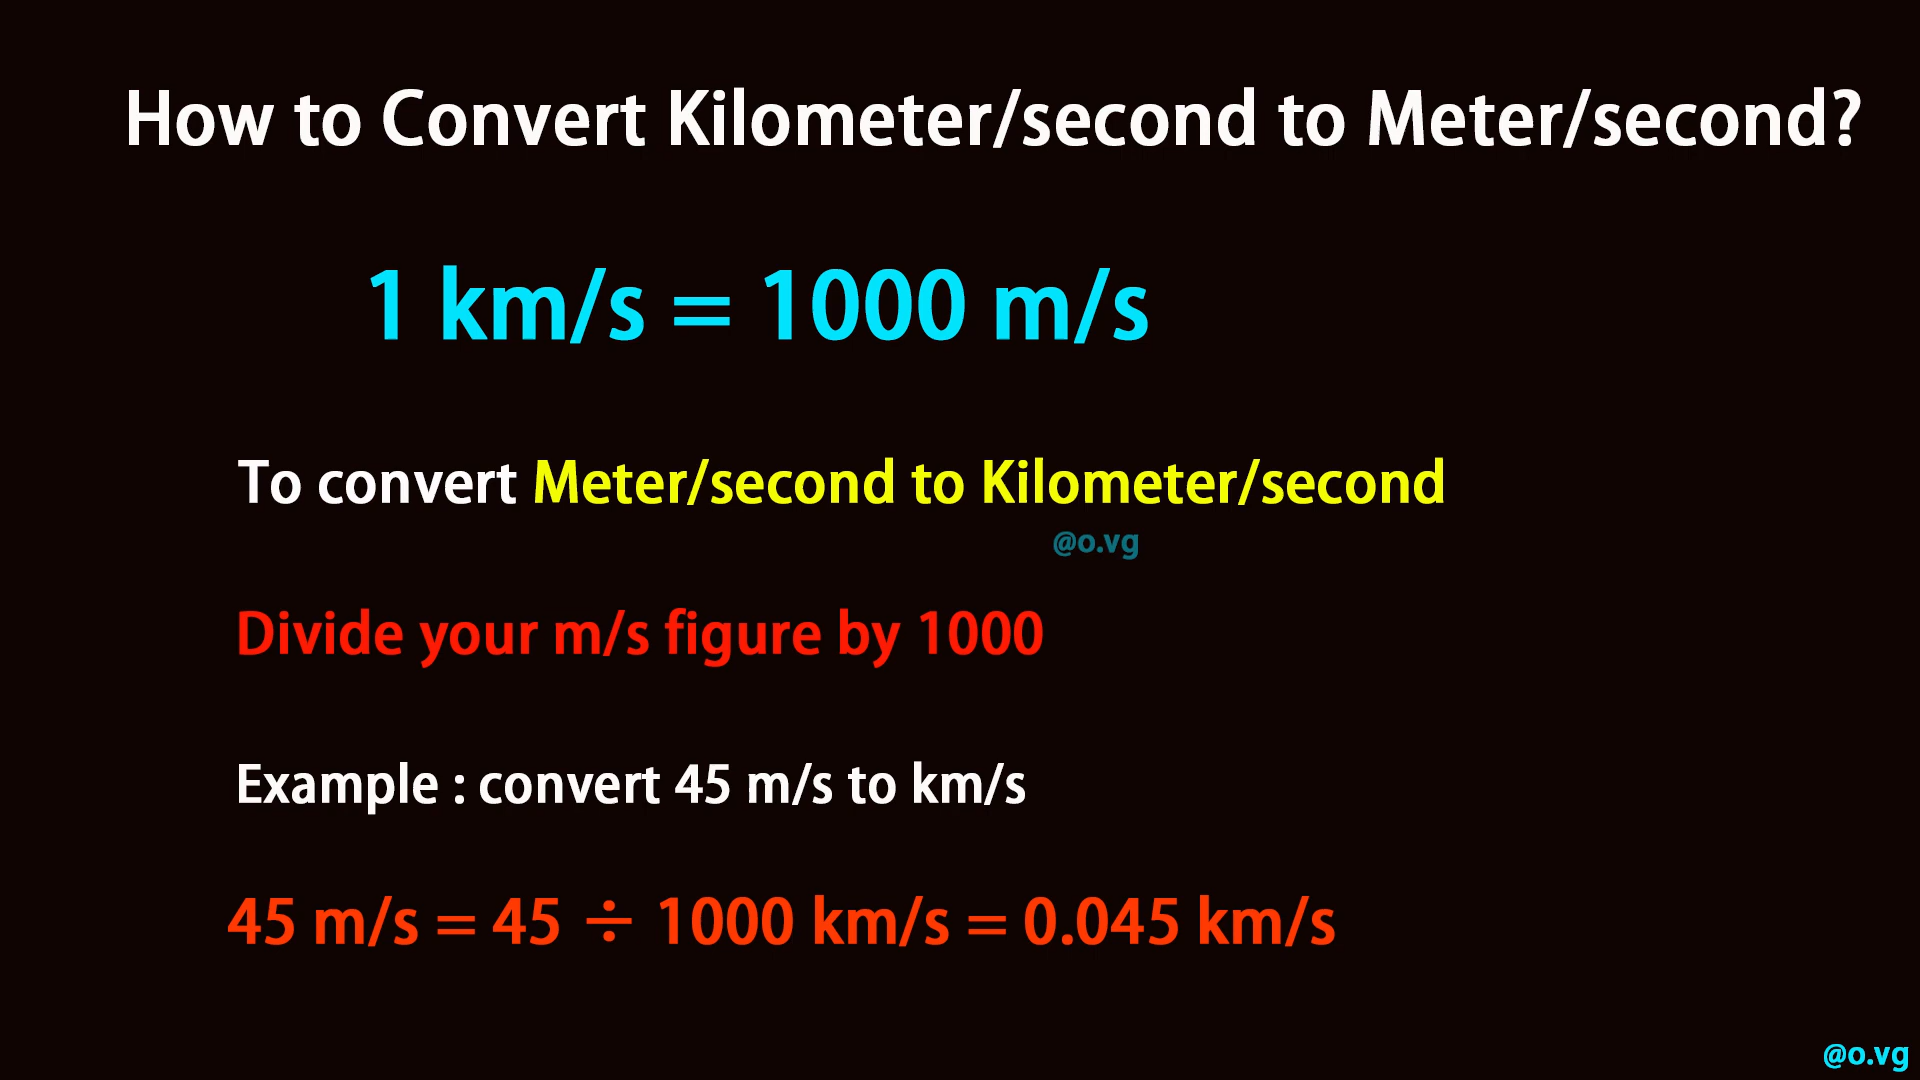 How to Convert Kilometer/second to Meter/second?
1 km/s = 1000 m/s
To convert Meter/second to Kilometer/second
@o.vg
Divide your m/s figure by 1000
Example : convert 45 m/s to km/s
45 m/s = 45 ÷ 1000 km/s = 0.045 km/s
@o.vg